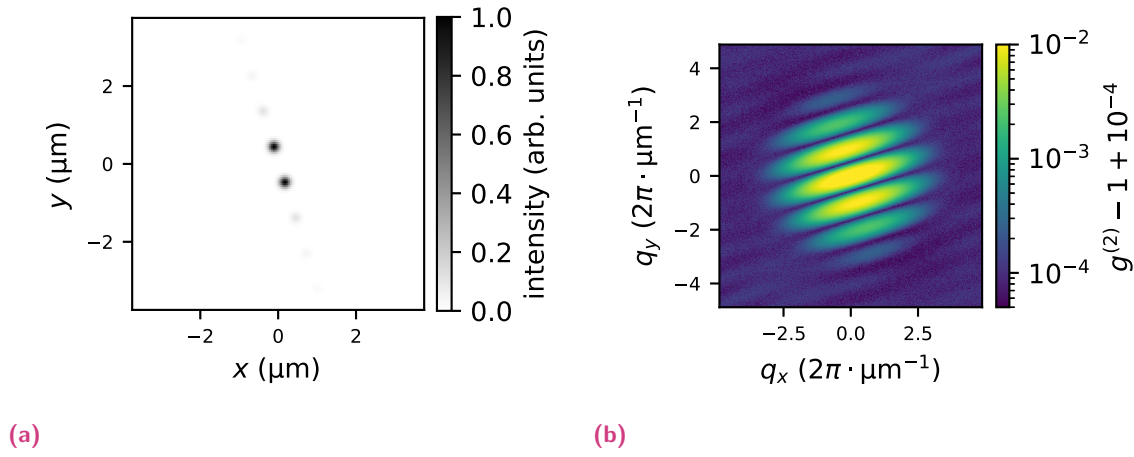 1.0
0.8
0.6
0.4
0.2
0.0
intensity (arb. units)
2
0
−2
y (μm)
−2 0 2
x (μm)
4
2
0
−2
−4
q_y (2π · μm⁻¹)
−2.5 0.0 2.5
q_x (2π · μm⁻¹)
10⁻²
10⁻³
10⁻⁴
g⁽²⁾ − 1 + 10⁻⁴
(a)
(b)